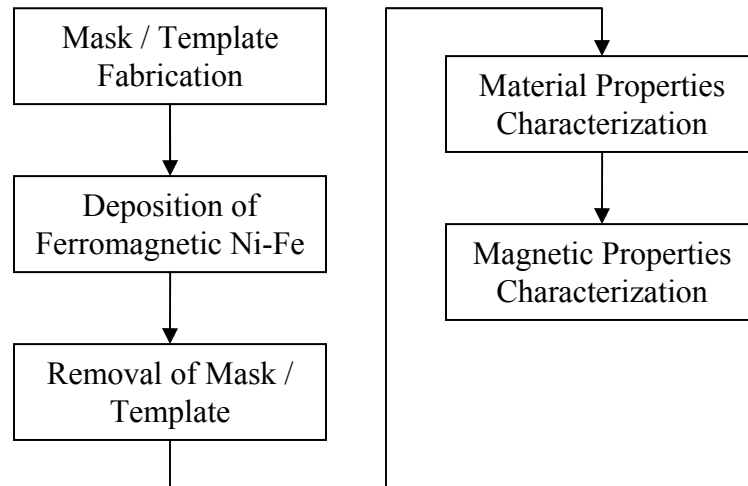 Mask / Template
Fabrication
Deposition of
Ferromagnetic Ni-Fe
Removal of Mask /
Template
Material Properties
Characterization
Magnetic Properties
Characterization